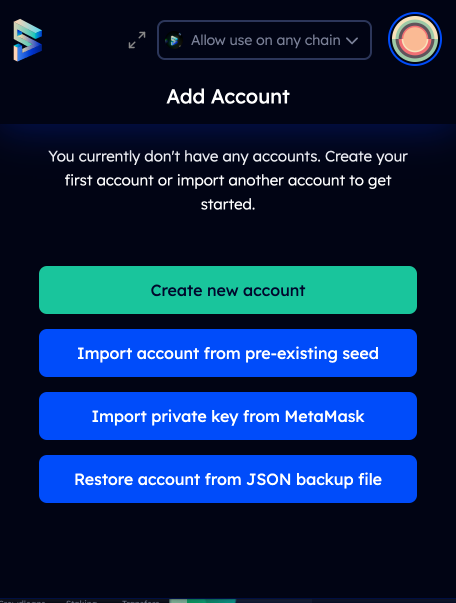 Allow use on any chain
Add Account
You currently don't have any accounts. Create your
first account or import another account to get
started.
Create new account
Import account from pre-existing seed
Import private key from MetaMask
Restore account from JSON backup file